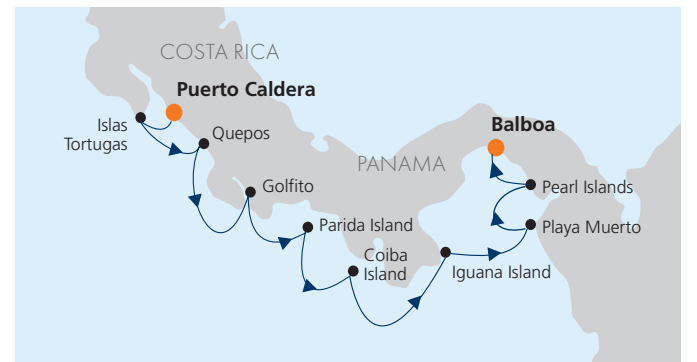 COSTA RICA
Puerto Caldera
Islas
Tortugas
Quepos
Balboa
PANAMA
Golfito
Pearl Islands
Parida Island
Playa Muerto
Coiba
Island
Iguana Island